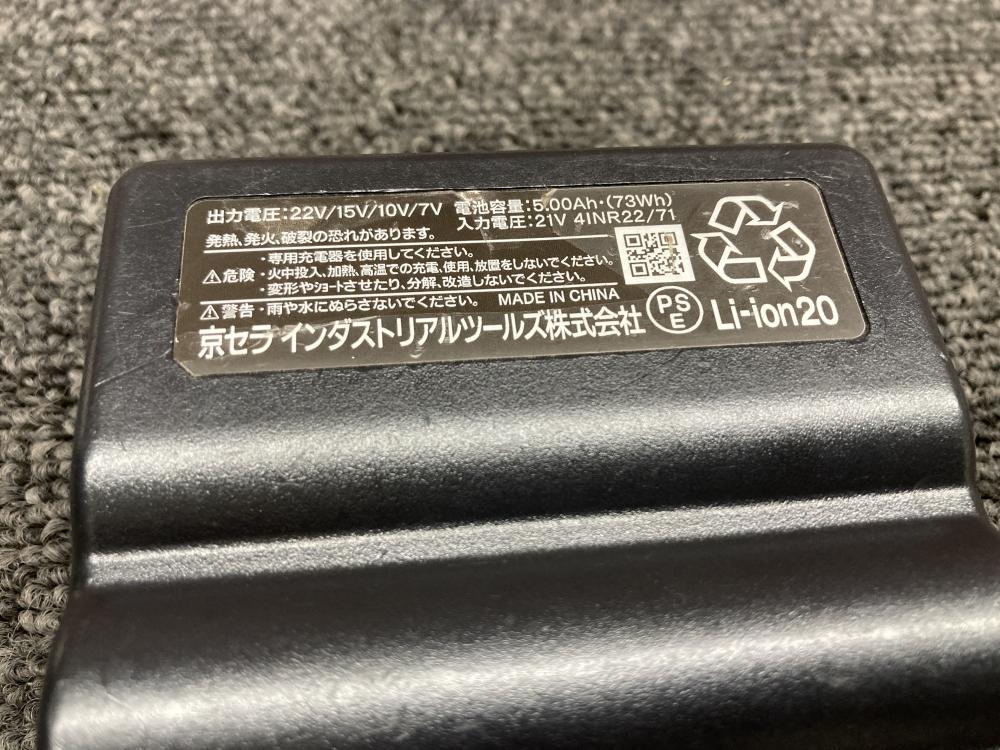 出力電圧:22V/15V/10V/7V 電池容量:5.00Ah・(73Wh)
入力電圧:21V 4INR22/71
発熱、発火、破裂の恐れがあります。
⚠危険
・専用充電器を使用してください。
・火中投入、加熱、高温での充電、使用、放置をしないでください。
・変形やショートさせたり、分解、改造しないでください。
⚠警告・雨や水にぬらさないでください。 MADE IN CHINA
京セラ インダストリアルツールズ株式会社
PS
E
Li-ion20